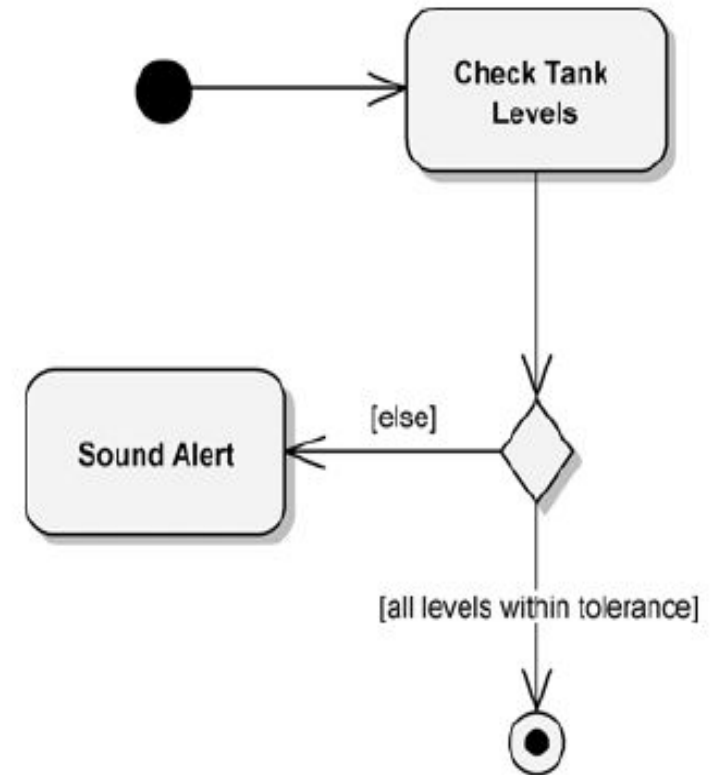 Check Tank
Levels
[else]
Sound Alert
[all levels within tolerance]